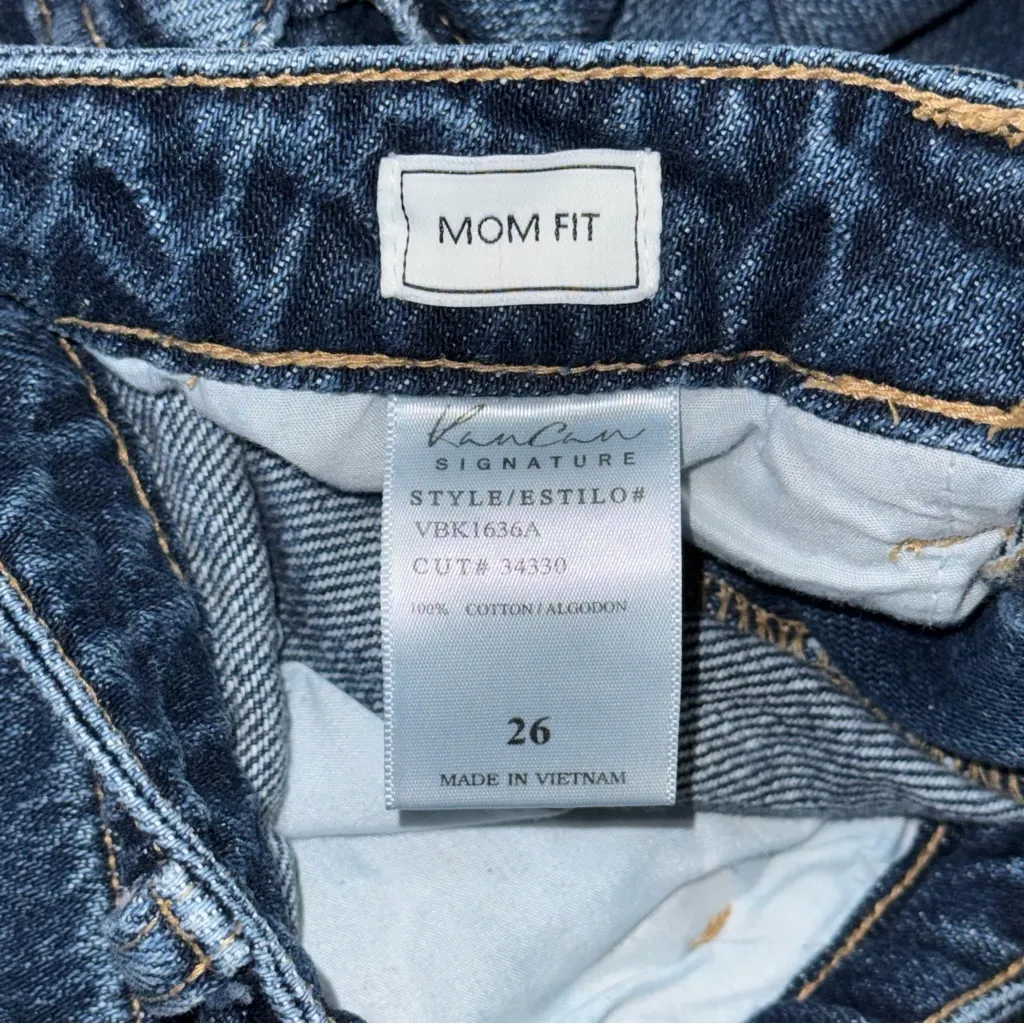 MOM FIT
KanCan
SIGNATURE
STYLE/ESTILO#
VBK1636A
CUT# 34330
100% COTTON/ALGODON
26
MADE IN VIETNAM